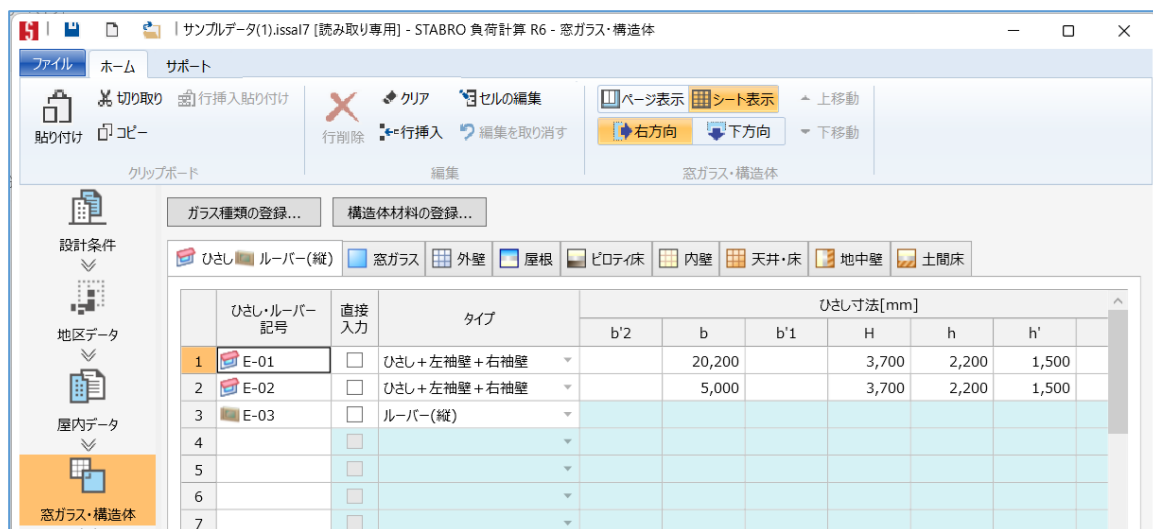 サンプルデータ(1).issal7 [読み取り専用] - STABRO 負荷計算 R6 - 窓ガラス・構造体
ファイル ホーム サポート
貼り付け 切り取り コピー 行挿入貼り付け
行削除 クリア 行挿入 セルの編集 編集を取り消す
ページ表示 シート表示 上移動
右方向 下方向 下移動
クリップボード 編集 窓ガラス・構造体
設計条件
地区データ
屋内データ
窓ガラス・構造体
ガラス種類の登録... 構造体材料の登録...
ひさし ルーバー(縦) 窓ガラス 外壁 屋根 ピロティ床 内壁 天井・床 地中壁 土間床
ひさし・ルーバー記号 直接入力 タイプ ひさし寸法[mm]
b'2 b b'1 H h h'
1 E-01 ひさし+左袖壁+右袖壁 20,200 3,700 2,200 1,500
2 E-02 ひさし+左袖壁+右袖壁 5,000 3,700 2,200 1,500
3 E-03 ルーバー(縦)
4
5
6
7